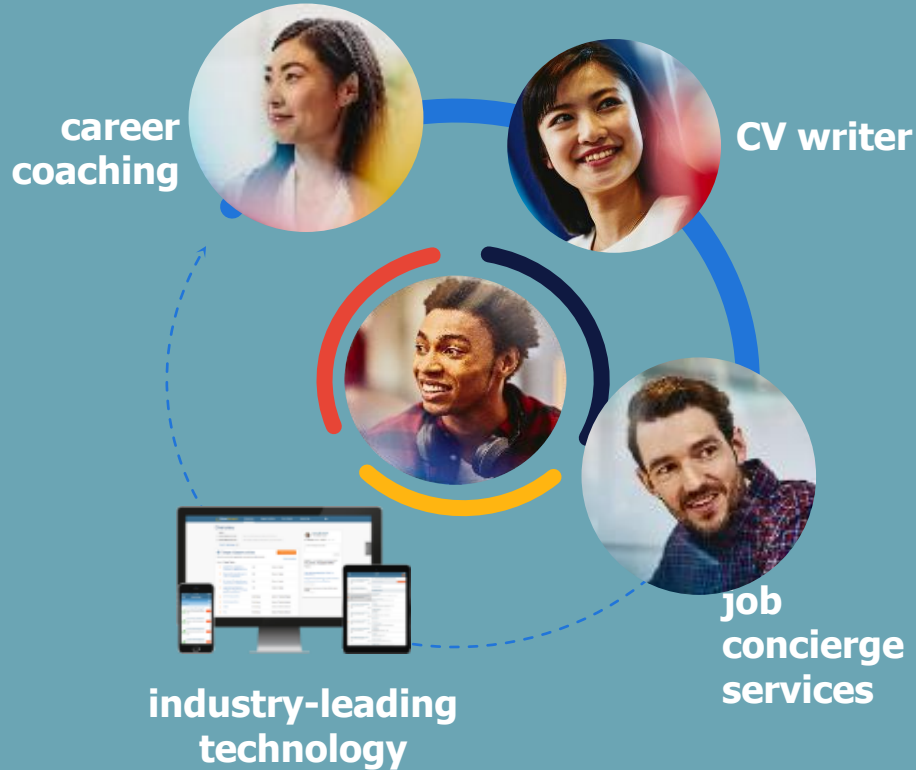 career
coaching
CV writer
job
concierge
services
industry-leading
technology